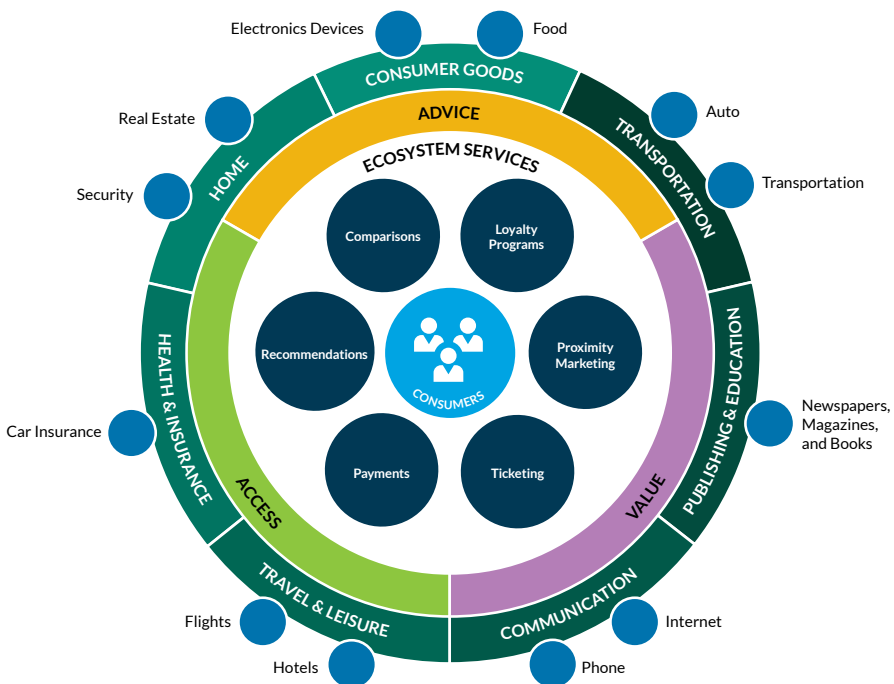 Electronics Devices
Food
CONSUMER GOODS
Real Estate
Auto
ADVICE
HOME
TRANSPORTATION
ECOSYSTEM SERVICES
Security
Transportation
Comparisons
Loyalty
Programs
Recommendations
Proximity
Marketing
CONSUMERS
HEALTH & INSURANCE
PUBLISHING & EDUCATION
Car Insurance
Newspapers,
Magazines,
and Books
Payments
Ticketing
ACCESS
VALUE
TRAVEL & LEISURE
COMMUNICATION
Flights
Internet
Hotels
Phone